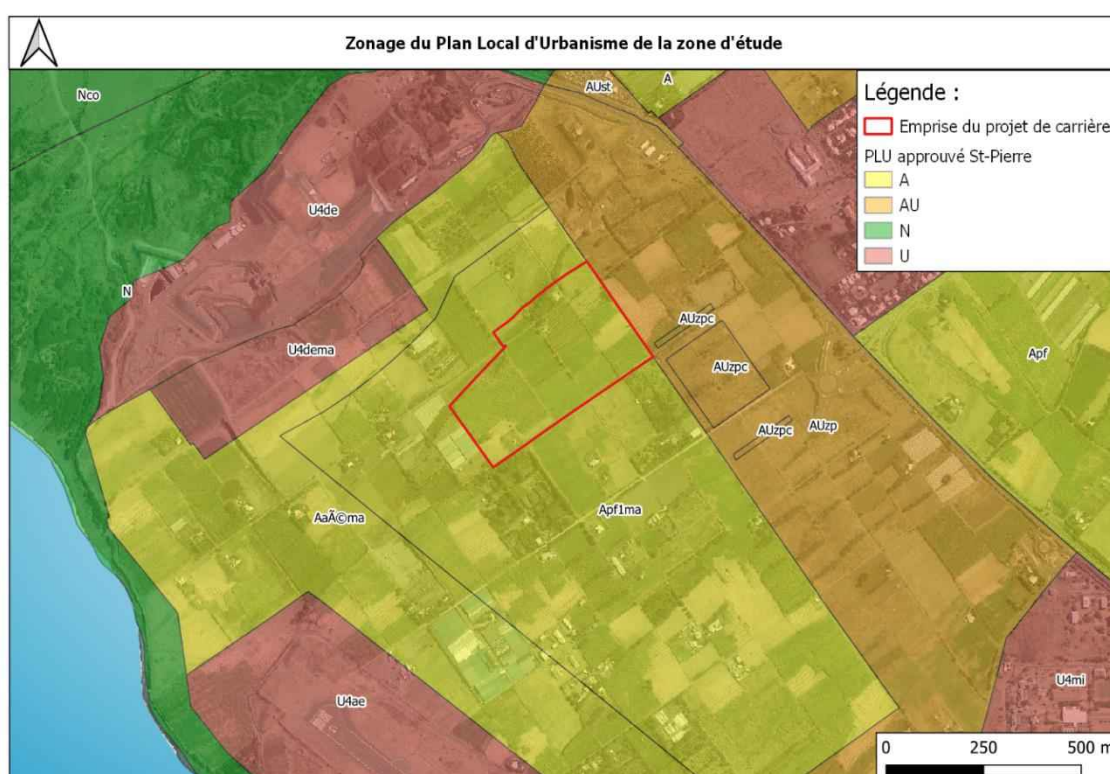 Zonage du Plan Local d'Urbanisme de la zone d'étude
Légende :
Emprise du projet de carrière
PLU approuvé St-Pierre
A
AU
N
U
Nco
AUst
A
U4de
N
U4dema
AUzpc
AUzpc
Apf
AUzpc
AUzp
AaÃ©ma
Apf1ma
U4ae
U4mi
0 250 500 m